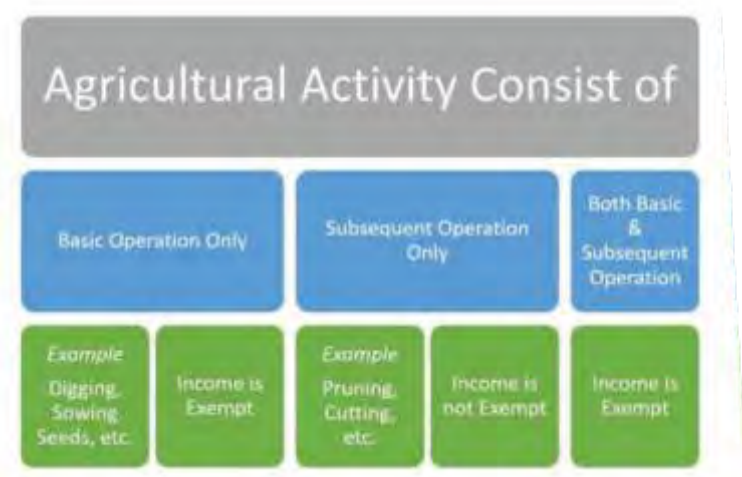 Agricultural Activity Consist of
Basic Operation Only
Subsequent Operation
Only
Both Basic
&
Subsequent
Operation
Example
Digging,
Sowing
Seeds, etc.
Income is
Exempt
Example
Pruning,
Cutting,
etc.
Income is
not Exempt
Income is
Exempt